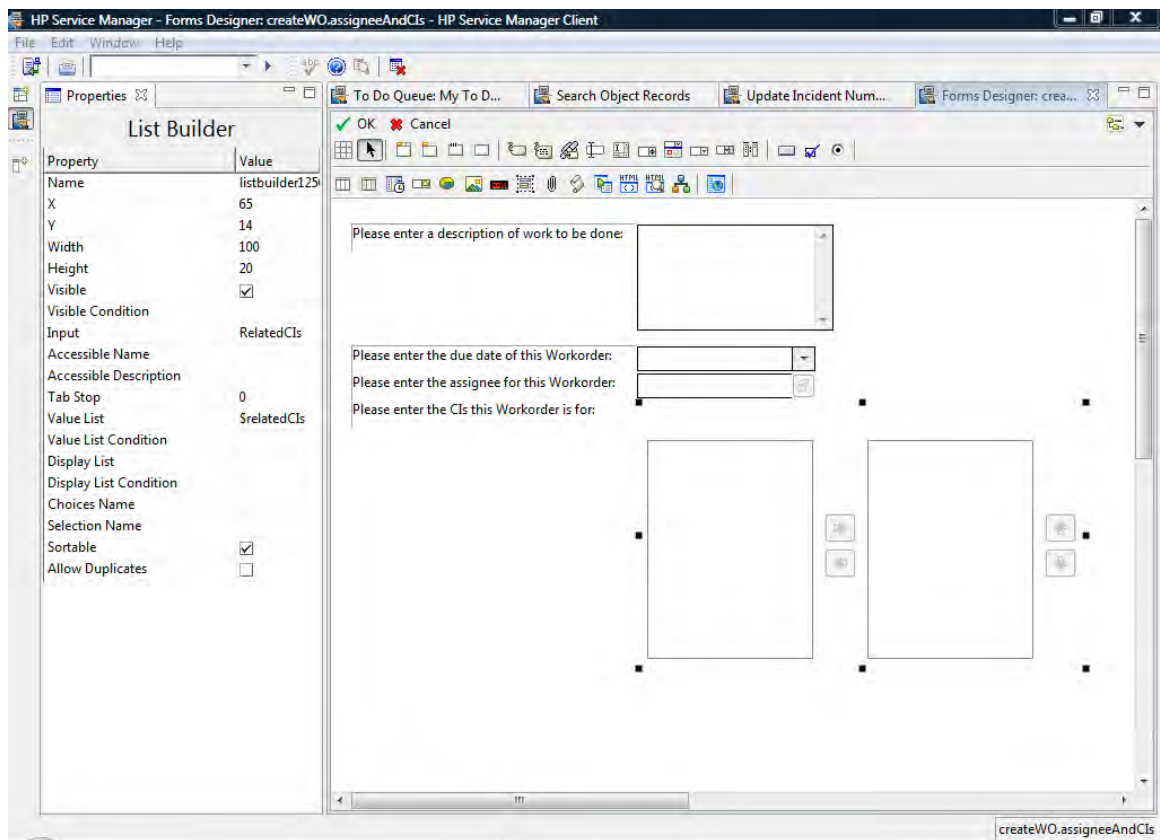 HP Service Manager - Forms Designer: createWO.assigneeAndCIs - HP Service Manager Client
File Edit Window Help
abc
Properties
To Do Queue: My To D...
Search Object Records
Update Incident Num...
Forms Designer: crea...
List Builder
OK Cancel
Property Value
Name listbuilder1250
X 65
Y 14
Width 100
Height 20
Visible
Visible Condition
Input RelatedCIs
Accessible Name
Accessible Description
Tab Stop 0
Value List $relatedCIs
Value List Condition
Display List
Display List Condition
Choices Name
Selection Name
Sortable
Allow Duplicates
HTML HTML
Please enter a description of work to be done:
Please enter the due date of this Workorder:
Please enter the assignee for this Workorder:
Please enter the CIs this Workorder is for:
createWO.assigneeAndCIs